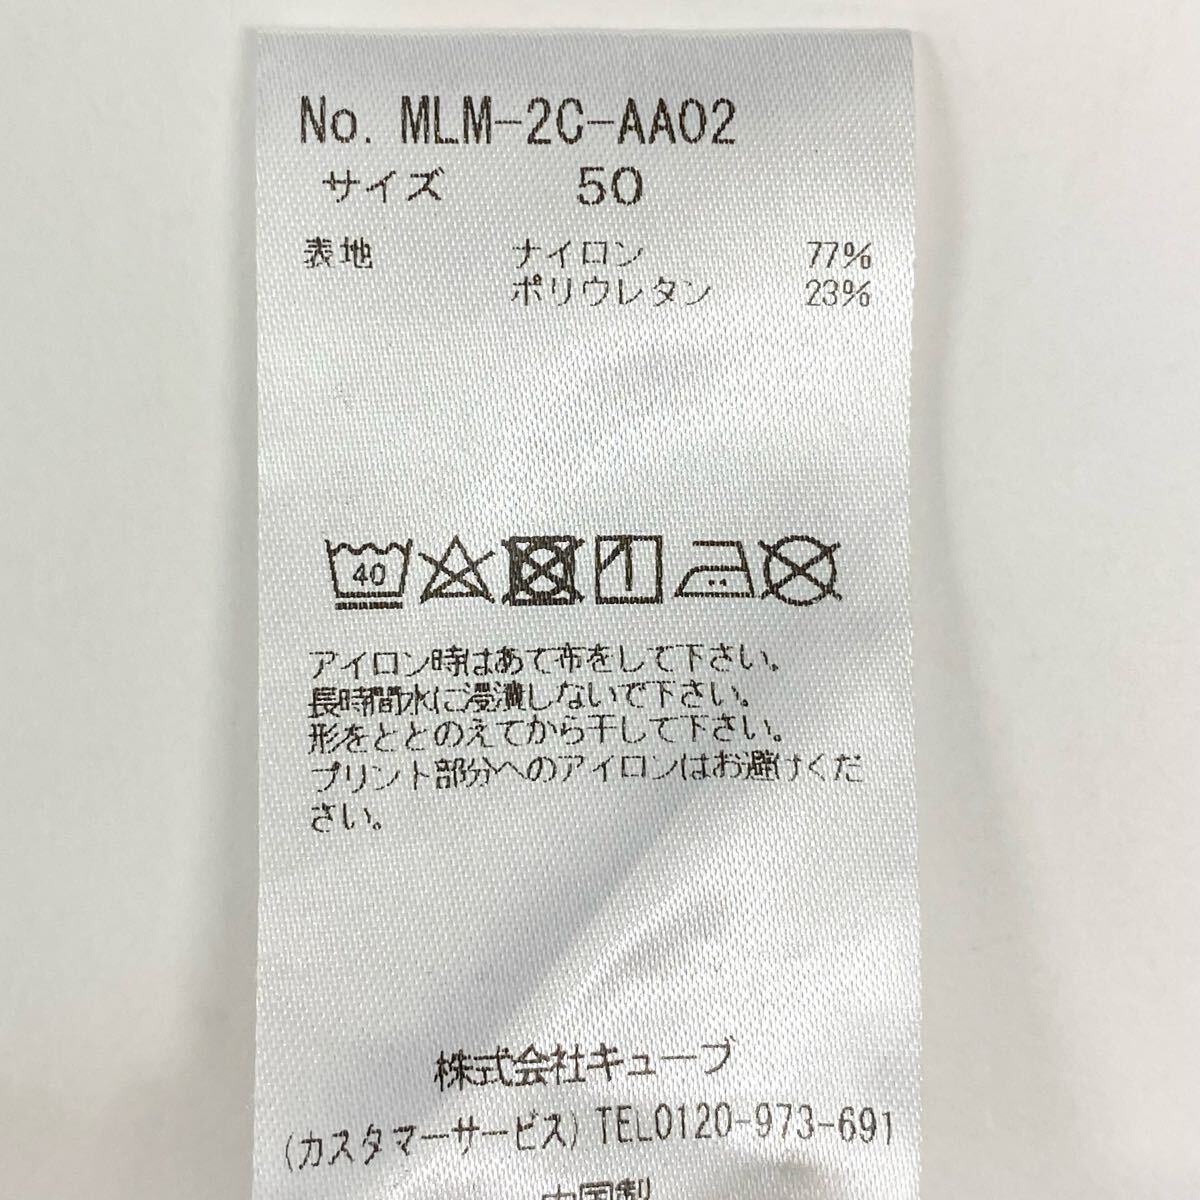 No. MLM-2C-AA02
サイズ 50
表地 ナイロン 77%
ポリウレタン 23%
40
アイロン時はあて布をして下さい。
長時間水に浸漬しないで下さい。
形をととのえてから干して下さい。
プリント部分へのアイロンはお避けくだ
さい。
株式会社キューブ
(カスタマーサービス) TEL0120-973-691
中国製